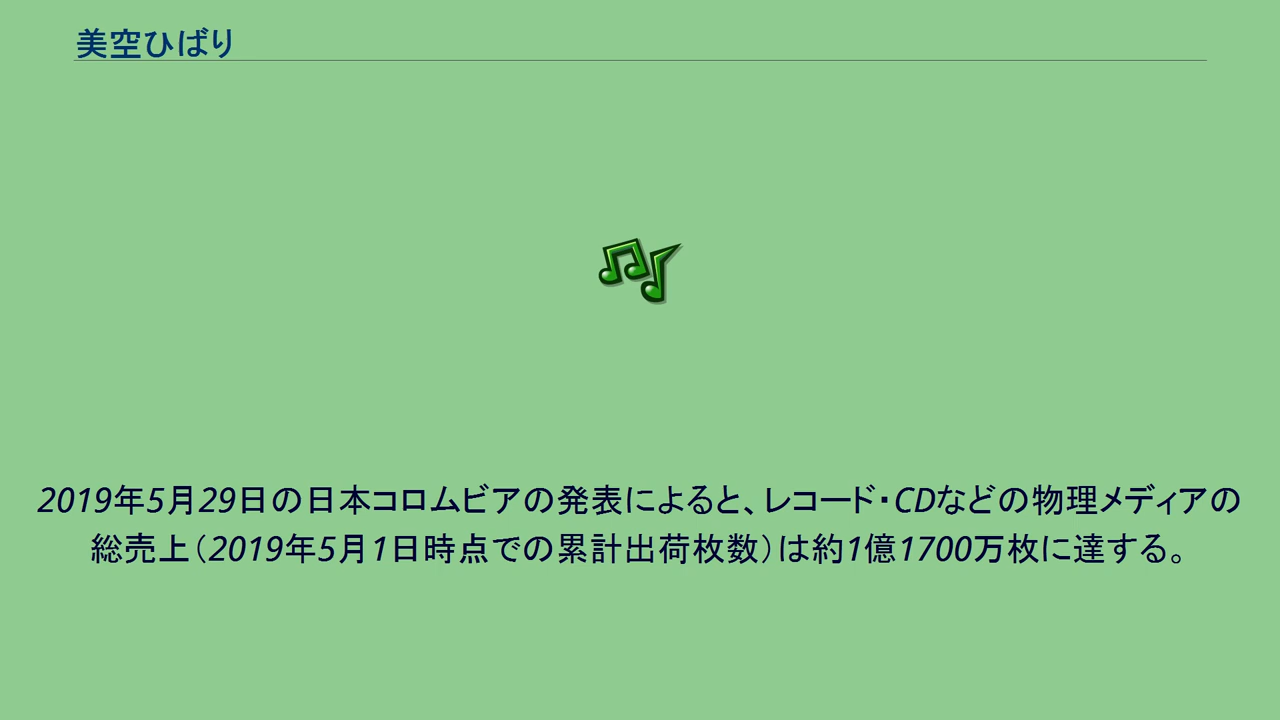 美空ひばり
2019年5月29日の日本コロムビアの発表によると、レコード・CDなどの物理メディアの
総売上（2019年5月1日時点での累計出荷枚数）は約1億1700万枚に達する。